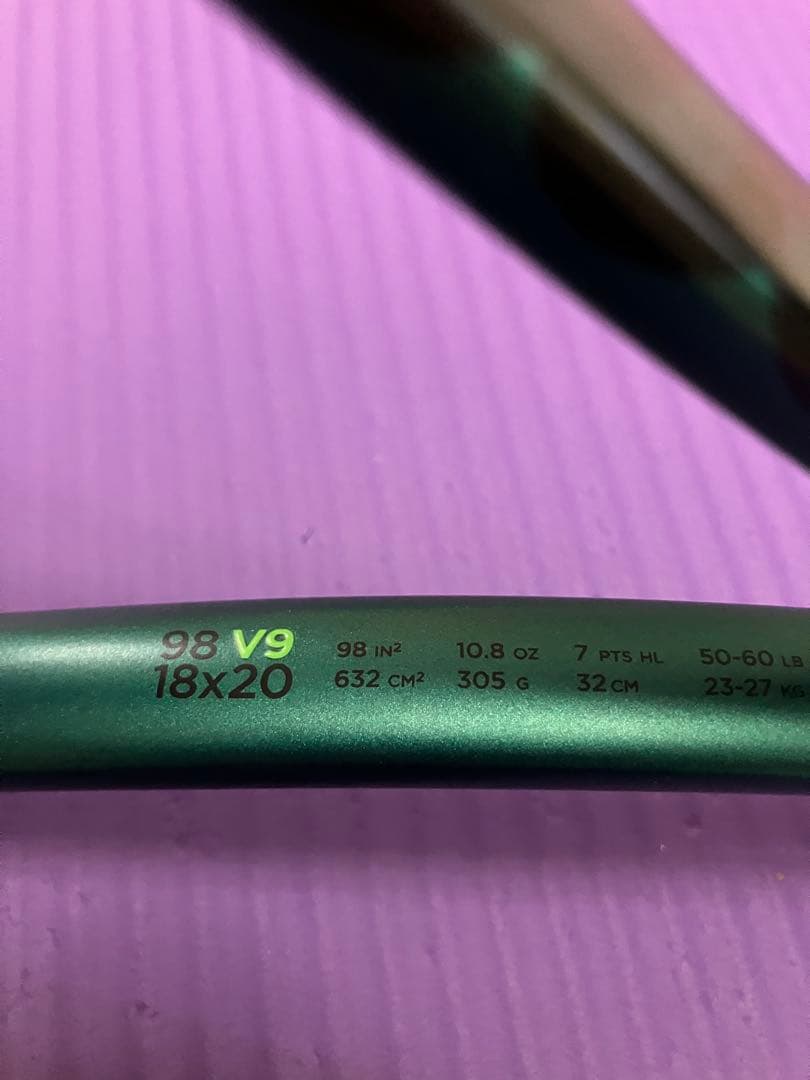 98 V9
18x20
98 IN²
632 CM²
10.8 OZ
305 G
7 PTS HL
32 CM
50-60 LB
23-27 KG